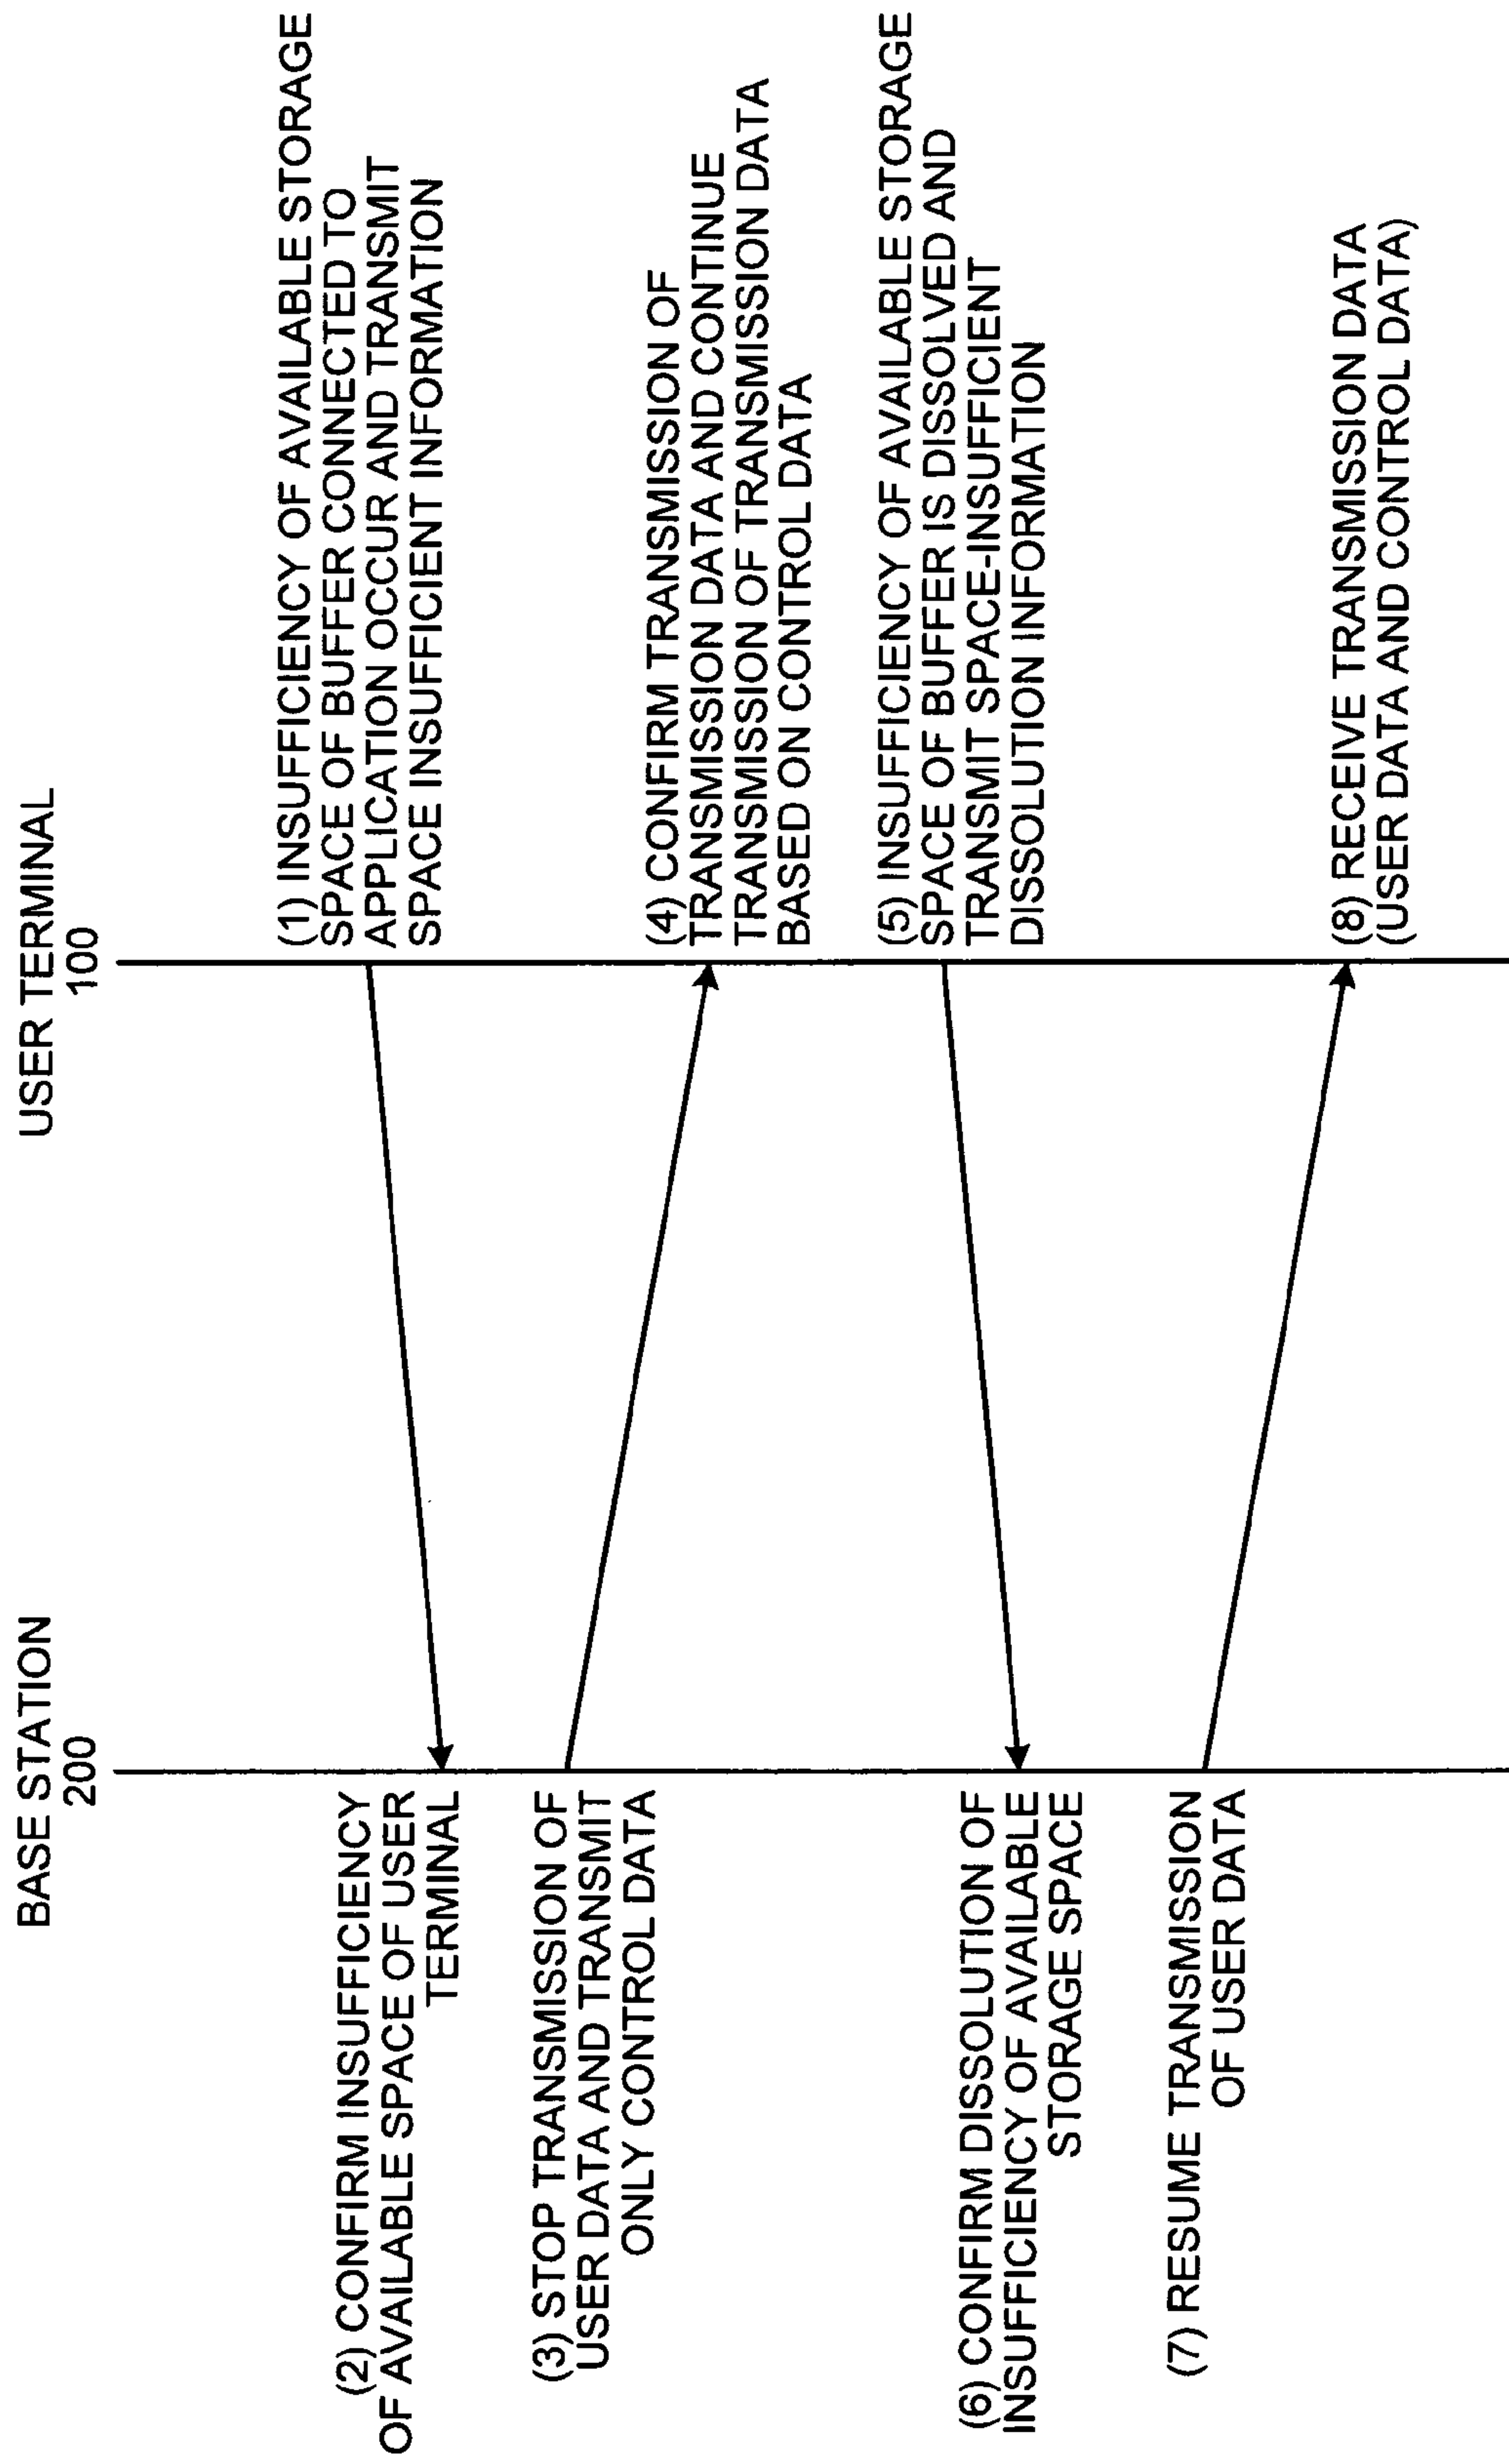 BASE STATION
200
USER TERMINAL
100
(1) INSUFFICIENCY OF AVAILABLE STORAGE
SPACE OF BUFFER CONNECTED TO
APPLICATION OCCUR AND TRANSMIT
SPACE INSUFFICIENT INFORMATION
(2) CONFIRM INSUFFICIENCY
OF AVAILABLE SPACE OF USER
TERMINAL
(3) STOP TRANSMISSION OF
USER DATA AND TRANSMIT
ONLY CONTROL DATA
(4) CONFIRM TRANSMISSION OF
TRANSMISSION DATA AND CONTINUE
TRANSMISSION OF TRANSMISSION DATA
BASED ON CONTROL DATA
(5) INSUFFICIENCY OF AVAILABLE STORAGE
SPACE OF BUFFER IS DISSOLVED AND
TRANSMIT SPACE-INSUFFICIENT
DISSOLUTION INFORMATION
(6) CONFIRM DISSOLUTION OF
INSUFFICIENCY OF AVAILABLE
STORAGE SPACE
(7) RESUME TRANSMISSION
OF USER DATA
(8) RECEIVE TRANSMISSION DATA
(USER DATA AND CONTROL DATA)